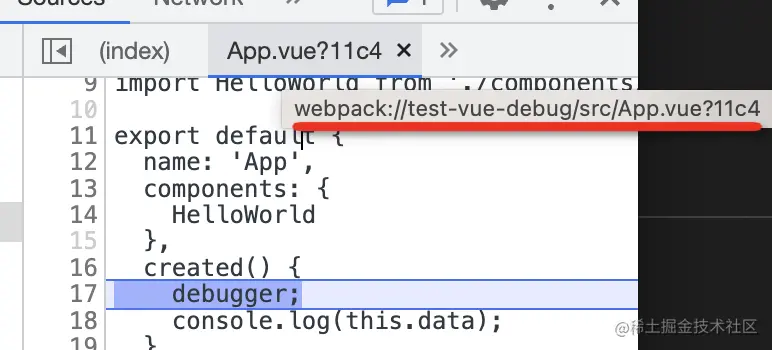 Sources
Network
1
(index)
App.vue?11c4 × »
9 import HelloWorld from './components
webpack://test-vue-debug/src/App.vue?11c4
10
11 export default {
12 name: 'App',
13 components: {
14 HelloWorld
15 },
16 created() {
17 debugger;
18 console.log(this.data);
19 }
@稀土掘金技术社区